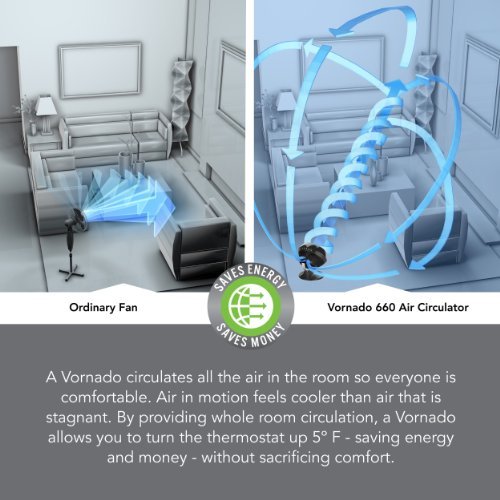 Ordinary Fan
Vornado 660 Air Circulator
SAVES ENERGY
SAVES MONEY
A Vornado circulates all the air in the room so everyone is
comfortable. Air in motion feels cooler than air that is
stagnant. By providing whole room circulation, a Vornado
allows you to turn the thermostat up 5° F - saving energy
and money - without sacrificing comfort.